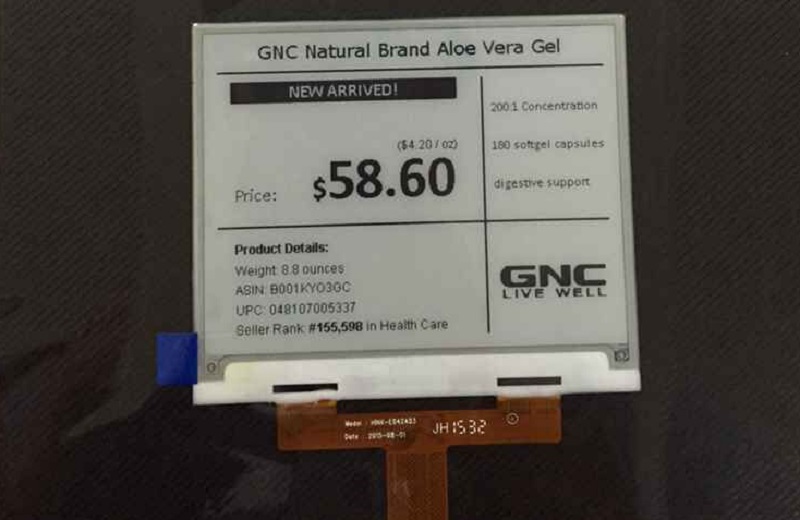 GNC Natural Brand Aloe Vera Gel
NEW ARRIVED!
($4.20 / oz)
Price: $58.60
200:1 Concentration
180 softgel capsules
digestive support
Product Details:
Weight: 8.8 ounces
ASIN: B001KYO3GC
UPC: 048107005337
Seller Rank: #155,598 in Health Care
GNC
LIVE WELL
Model :
Date :
JH1532